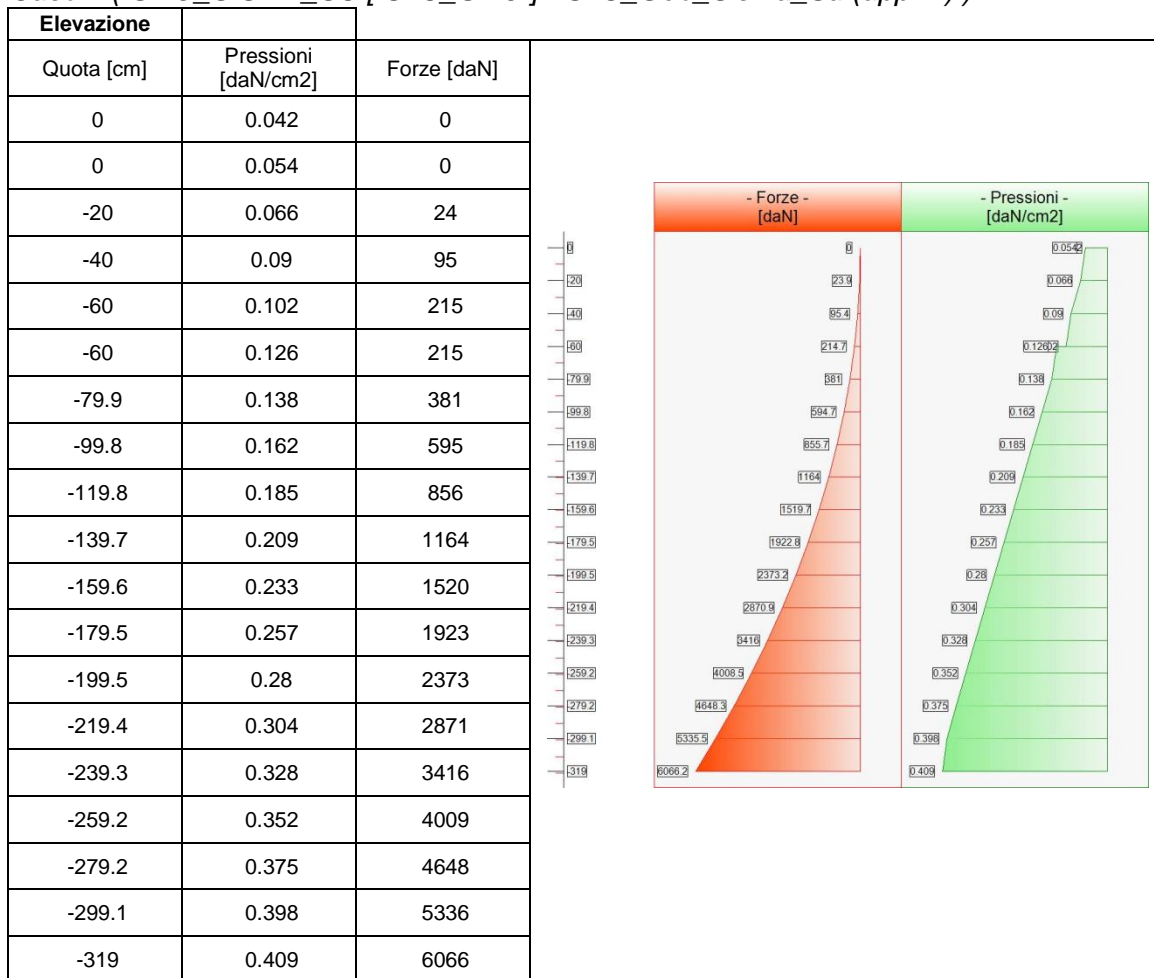 Elevazione
Quota [cm] Pressioni [daN/cm2] Forze [daN]
0 0.042 0
0 0.054 0
-20 0.066 24
-40 0.09 95
-60 0.102 215
-60 0.126 215
-79.9 0.138 381
-99.8 0.162 595
-119.8 0.185 856
-139.7 0.209 1164
-159.6 0.233 1520
-179.5 0.257 1923
-199.5 0.28 2373
-219.4 0.304 2871
-239.3 0.328 3416
-259.2 0.352 4009
-279.2 0.375 4648
-299.1 0.398 5336
-319 0.409 6066
- Forze -
[daN]
- Pressioni -
[daN/cm2]
0 0
-20 23.9 0.066
-40 95.4 0.09
-60 214.7
-79.9 381 0.138
-99.8 594.7 0.162
-119.8 855.7 0.185
-139.7 1164 0.209
-159.6 1519.7 0.233
-179.5 1922.8 0.257
-199.5 2373.2 0.28
-219.4 2870.9 0.304
-239.3 3416 0.328
-259.2 4008.5 0.352
-279.2 4648.3 0.375
-299.1 5335.5 0.398
-319 6066.2 0.409